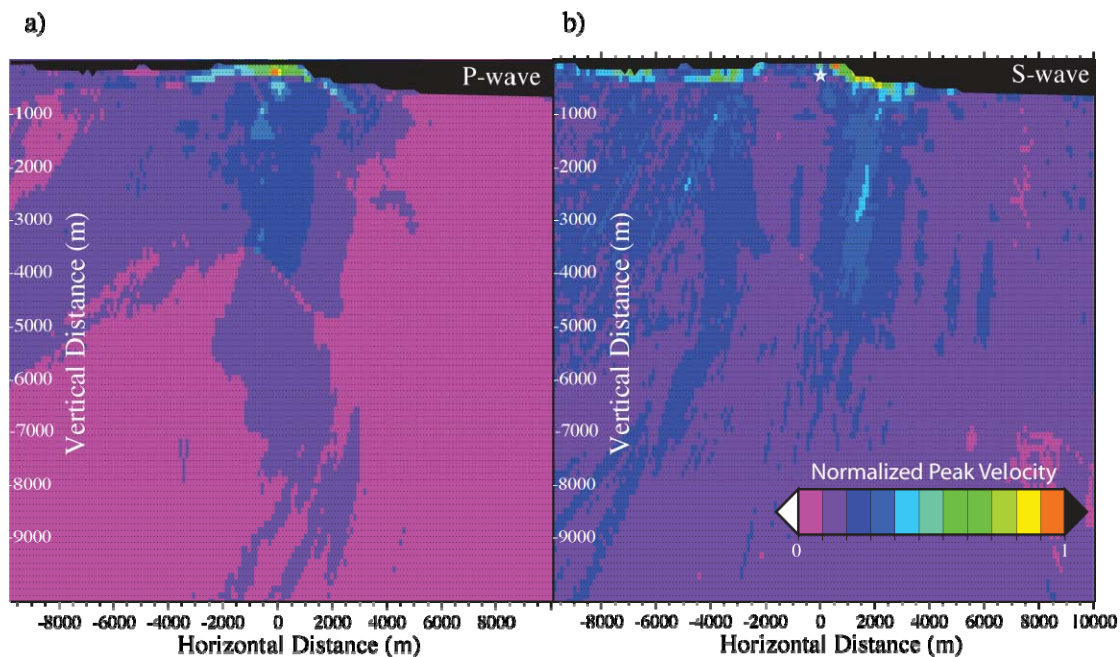 a)
b)
P-wave
S-wave
-1000
-2000
-3000
-4000
-5000
-6000
-7000
-8000
-9000
Vertical Distance (m)
-1000
-2000
-3000
-4000
-5000
-6000
-7000
-8000
-9000
Vertical Distance (m)
Normalized Peak Velocity
0 1
-8000 -6000 -4000 -2000 0 2000 4000 6000 8000
Horizontal Distance (m)
-8000 -6000 -4000 -2000 0 2000 4000 6000 8000 10000
Horizontal Distance (m)